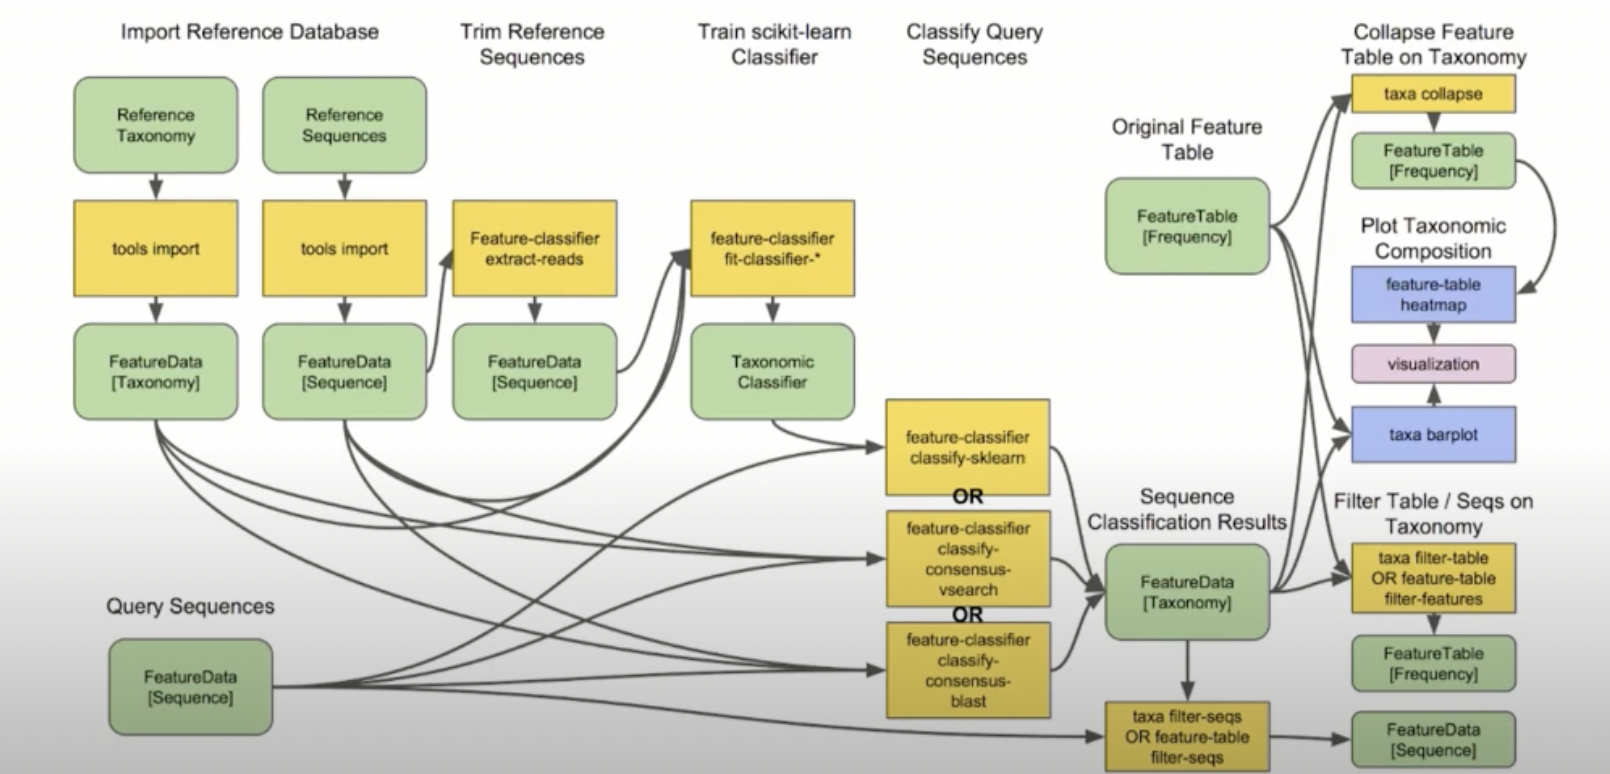 Import Reference Database
Trim Reference
Sequences
Train scikit-learn
Classifier
Classify Query
Sequences
Collapse Feature
Table on Taxonomy
Reference
Taxonomy
Reference
Sequences
taxa collapse
Original Feature
Table
FeatureTable
[Frequency]
FeatureTable
[Frequency]
tools import
tools import
Feature-classifier
extract-reads
feature-classifier
fit-classifier-*
Plot Taxonomic
Composition
feature-table
heatmap
FeatureData
[Taxonomy]
FeatureData
[Sequence]
FeatureData
[Sequence]
Taxonomic
Classifier
visualization
taxa barplot
feature-classifier
classify-sklearn
OR
feature-classifier
classify-
consensus-
vsearch
OR
feature-classifier
classify-
consensus-
blast
Sequence
Classification Results
FeatureData
[Taxonomy]
Filter Table / Seqs on
Taxonomy
taxa filter-table
OR feature-table
filter-features
Query Sequences
FeatureData
[Sequence]
FeatureTable
[Frequency]
taxa filter-seqs
OR feature-table
filter-seqs
FeatureData
[Sequence]